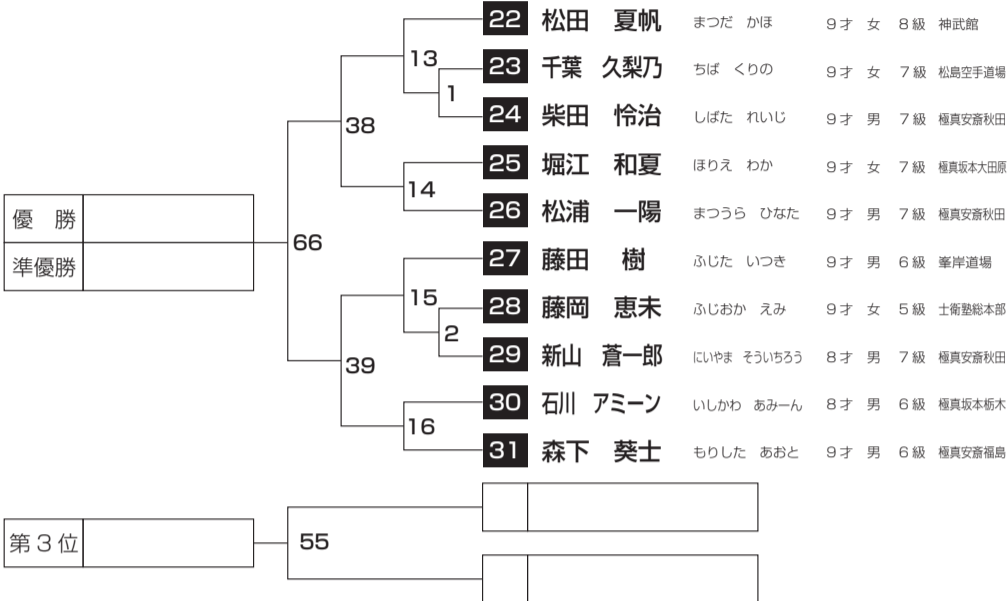 22 松田 夏帆 まつだ かほ 9才 女 8級 神武館
13
23 千葉 久梨乃 ちば くりの 9才 女 7級 松島空手道場
1
24 柴田 怜治 しばた れいじ 9才 男 7級 極真安斎秋田
38
25 堀江 和夏 ほりえ わか 9才 女 7級 極真坂本大田原
14
26 松浦 一陽 まつうら ひなた 9才 男 7級 極真安斎秋田
優勝
66
準優勝
27 藤田 樹 ふじた いつき 9才 男 6級 峯岸道場
15
28 藤岡 恵未 ふじおか えみ 9才 女 5級 士衛塾総本部
2
29 新山 蒼一郎 にいやま そういちろう 8才 男 7級 極真安斎秋田
39
30 石川 アミーン いしかわ あみーん 8才 男 6級 極真坂本栃木
16
31 森下 葵士 もりした あおと 9才 男 6級 極真安斎福島
第3位
55